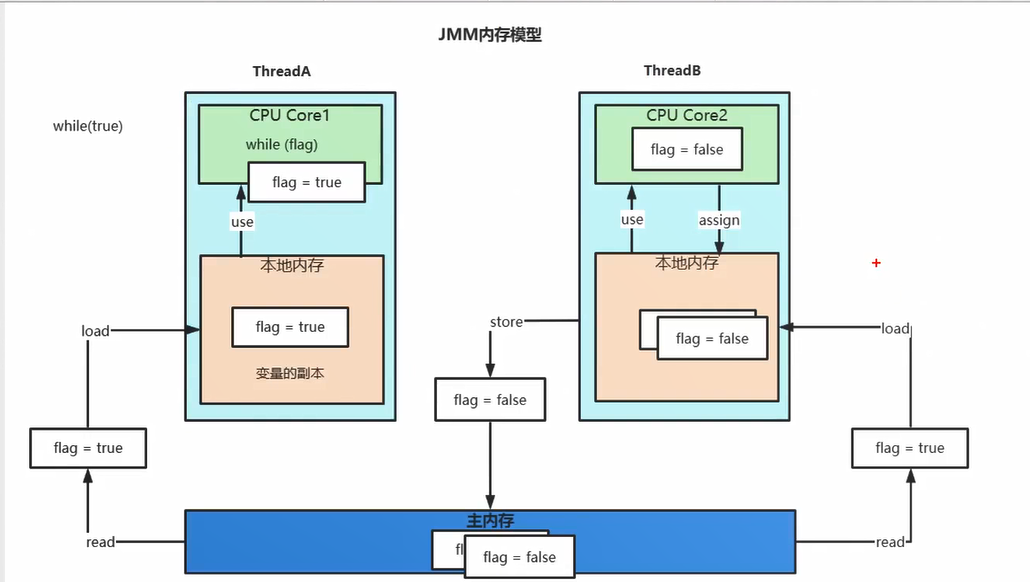 JMM内存模型
ThreadA
ThreadB
while(true)
CPU Core1
while (flag)
flag = true
use
本地内存
flag = true
变量的副本
CPU Core2
flag = false
use
assign
本地内存
flag = false
load
flag = true
read
store
flag = false
load
flag = true
read
主内存
fl
flag = false